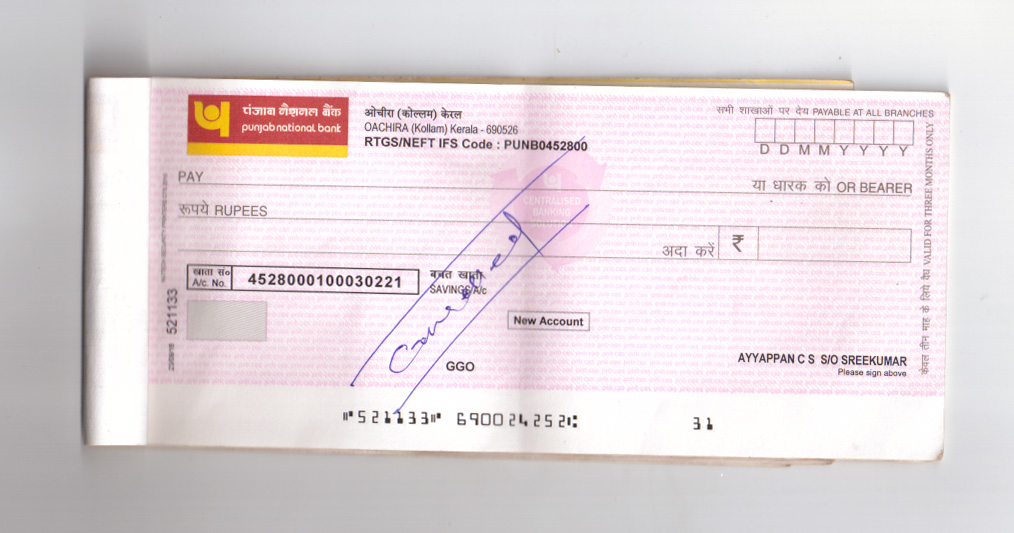 पंजाब नैशनल बैंक
punjab national bank
ओचीरा (कोल्लम) केरल
OACHIRA (Kollam) Kerala - 690526
RTGS/NEFT IFS Code : PUNB0452800
सभी शाखाओं पर देय PAYABLE AT ALL BRANCHES
D D M M Y Y Y Y
PAY
या धारक को OR BEARER
रूपये RUPEES
CENTRALISED
BANKING
अदा करें ₹
खाता सं०
A/c. No.
4528000100030221
बचत खाता
SAVINGS A/c
Cancelled
New Account
GGO
AYYAPPAN C S S/O SREEKUMAR
Please sign above
521133
केवल तीन माह के लिये वैध VALID FOR THREE MONTHS ONLY
⑈521133⑈ 690024252⑆ 31